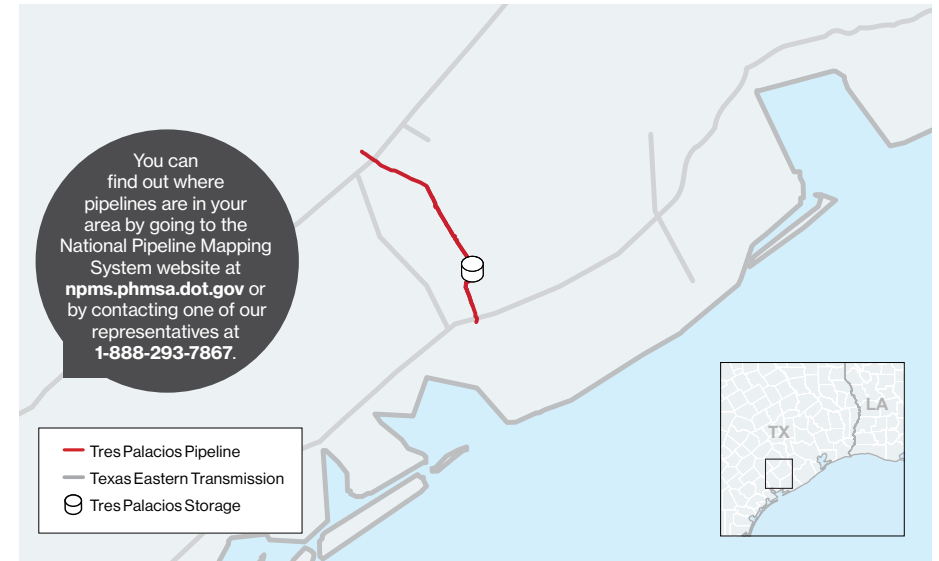 You can
find out where
pipelines are in your
area by going to the
National Pipeline Mapping
System website at
npms.phmsa.dot.gov or
by contacting one of our
representatives at
1-888-293-7867.
Tres Palacios Pipeline
Texas Eastern Transmission
Tres Palacios Storage
TX
LA